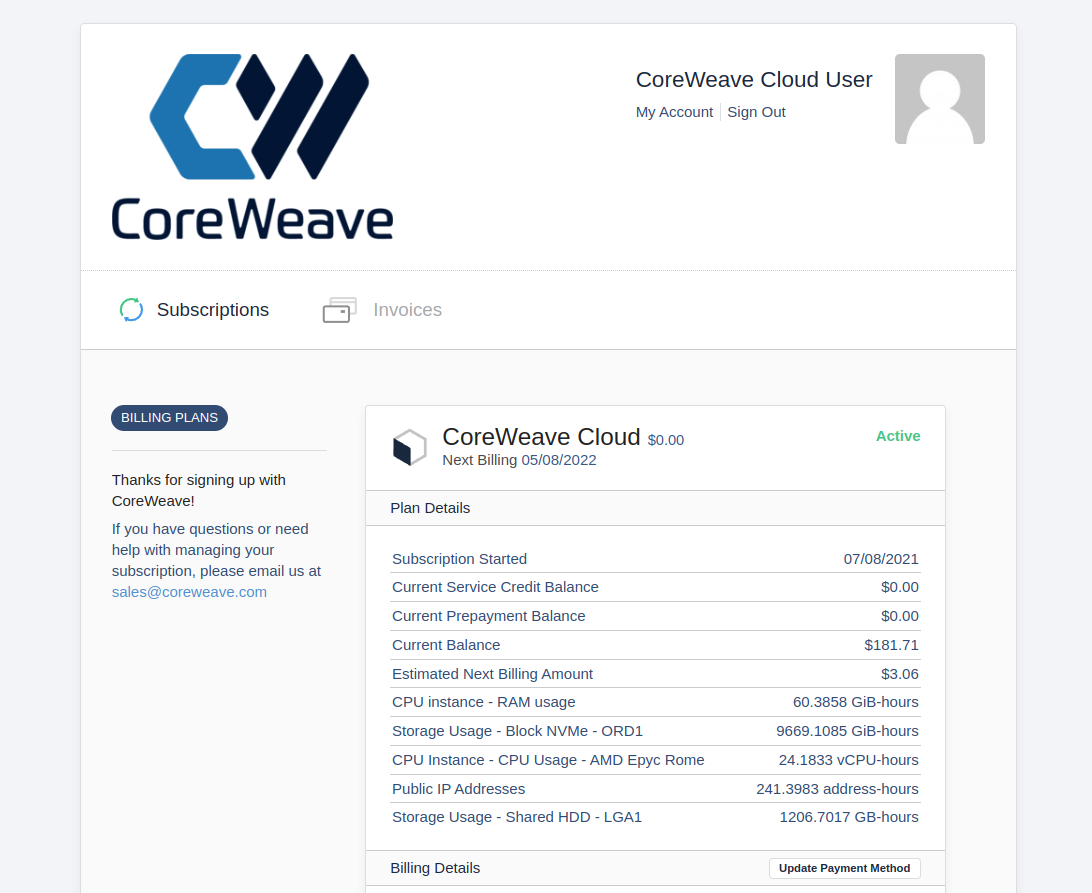 CoreWeave
CoreWeave Cloud User
My Account Sign Out
Subscriptions Invoices
BILLING PLANS
Thanks for signing up with
CoreWeave!
If you have questions or need
help with managing your
subscription, please email us at
sales@coreweave.com
CoreWeave Cloud $0.00
Active
Next Billing 05/08/2022
Plan Details
Subscription Started 07/08/2021
Current Service Credit Balance $0.00
Current Prepayment Balance $0.00
Current Balance $181.71
Estimated Next Billing Amount $3.06
CPU instance - RAM usage 60.3858 GiB-hours
Storage Usage - Block NVMe - ORD1 9669.1085 GiB-hours
CPU Instance - CPU Usage - AMD Epyc Rome 24.1833 vCPU-hours
Public IP Addresses 241.3983 address-hours
Storage Usage - Shared HDD - LGA1 1206.7017 GB-hours
Billing Details Update Payment Method